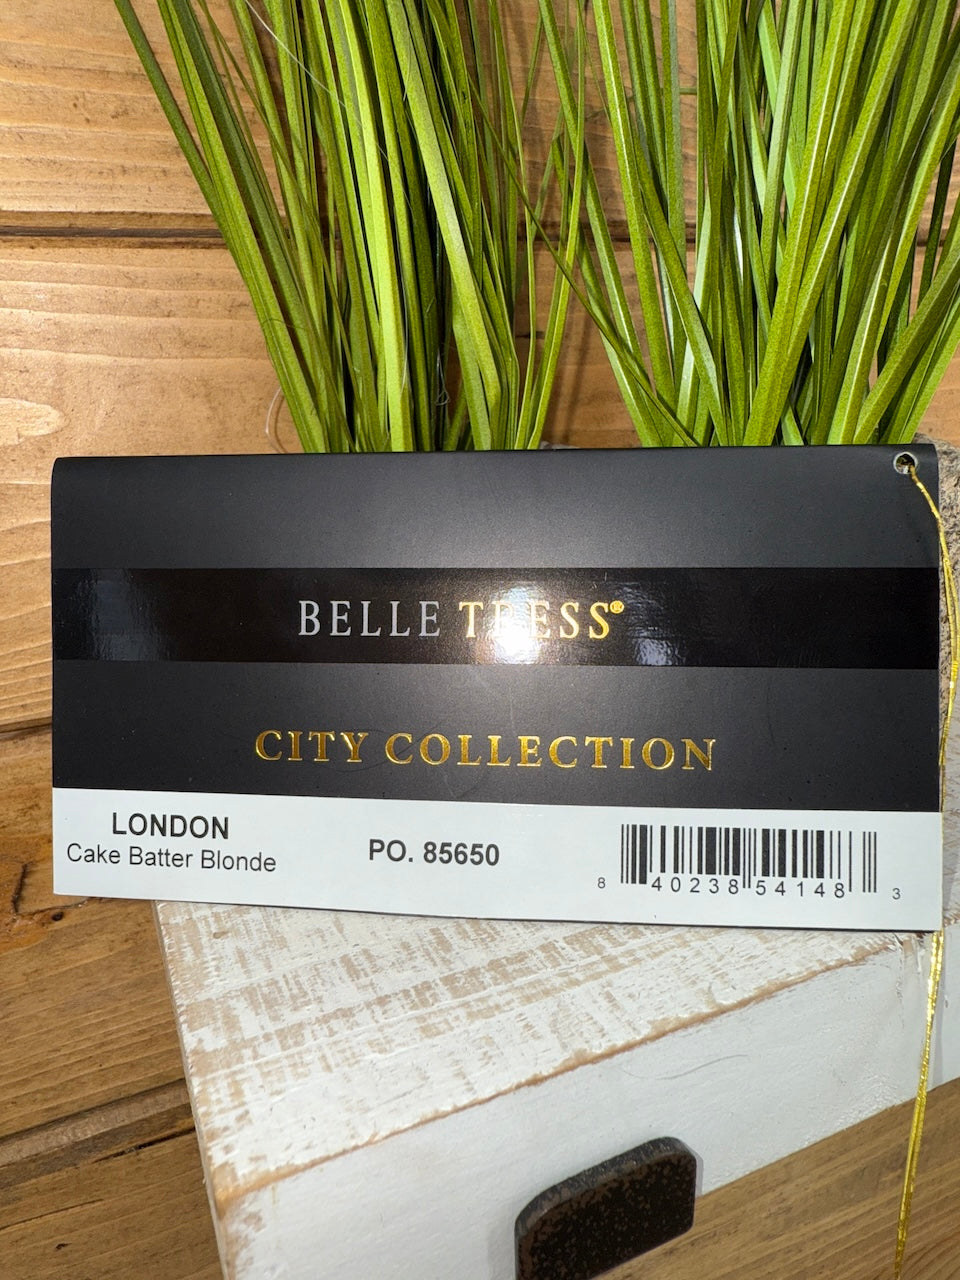 BELLE TRESS®
CITY COLLECTION
LONDON
Cake Batter Blonde
PO. 85650
8 40238 54148 3